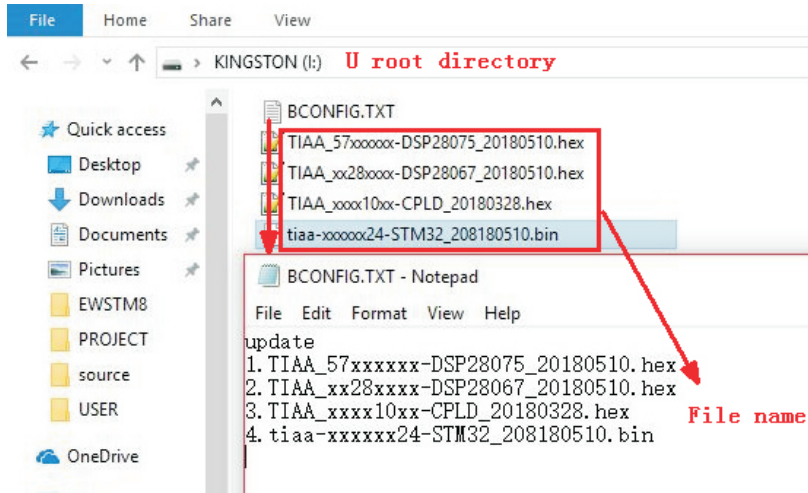 File Home Share View
KINGSTON (I:) U root directory
BCONFIG.TXT
Quick access
TIAA_57xxxxxx-DSP28075_20180510.hex
Desktop
TIAA_xx28xxxx-DSP28067_20180510.hex
Downloads
TIAA_xxxx10xx-CPLD_20180328.hex
Documents
tiaa-xxxxxx24-STM32_208180510.bin
Pictures
BCONFIG.TXT - Notepad
EWSTM8
File Edit Format View Help
PROJECT
update
1.TIAA_57xxxxxx-DSP28075_20180510.hex
source
2.TIAA_xx28xxxx-DSP28067_20180510.hex
USER
3.TIAA_xxxx10xx-CPLD_20180328.hex
File name
4.tiaa-xxxxxx24-STM32_208180510.bin
OneDrive